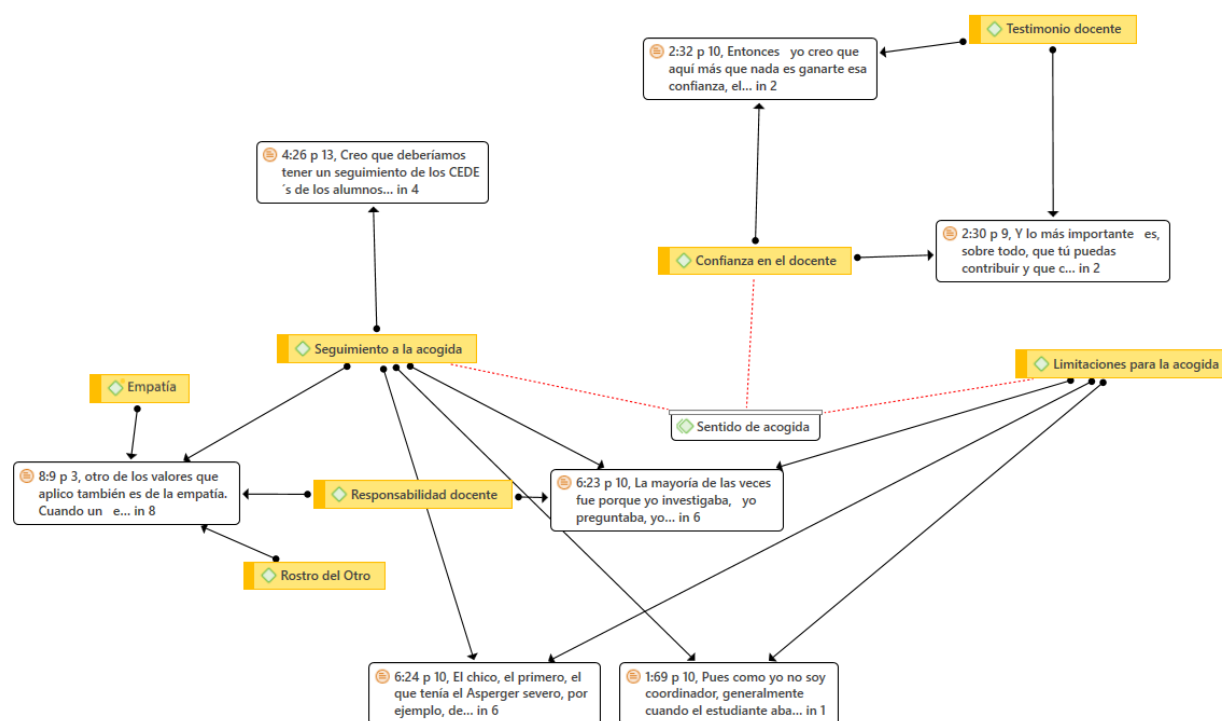 Testimonio docente
2:32 p 10, Entonces   yo creo que
aquí más que nada es ganarte esa
confianza, el... in 2
4:26 p 13, Creo que deberíamos
tener un seguimiento de los CEDE
´s de los alumnos... in 4
2:30 p 9, Y lo más importante   es,
sobre todo, que tú puedas
contribuir y que c... in 2
Confianza en el docente
Seguimiento a la acogida
Limitaciones para la acogida
Empatía
Sentido de acogida
8:9 p 3, otro de los valores que
aplico también es de la empatía.
Cuando un   e... in 8
Responsabilidad docente
6:23 p 10, La mayoría de las veces
fue porque yo investigaba,   yo
preguntaba, yo... in 6
Rostro del Otro
6:24 p 10, El chico, el primero, el
que tenía el Asperger severo, por
ejemplo, de... in 6
1:69 p 10, Pues como yo no soy
coordinador, generalmente
cuando el estudiante aba... in 1